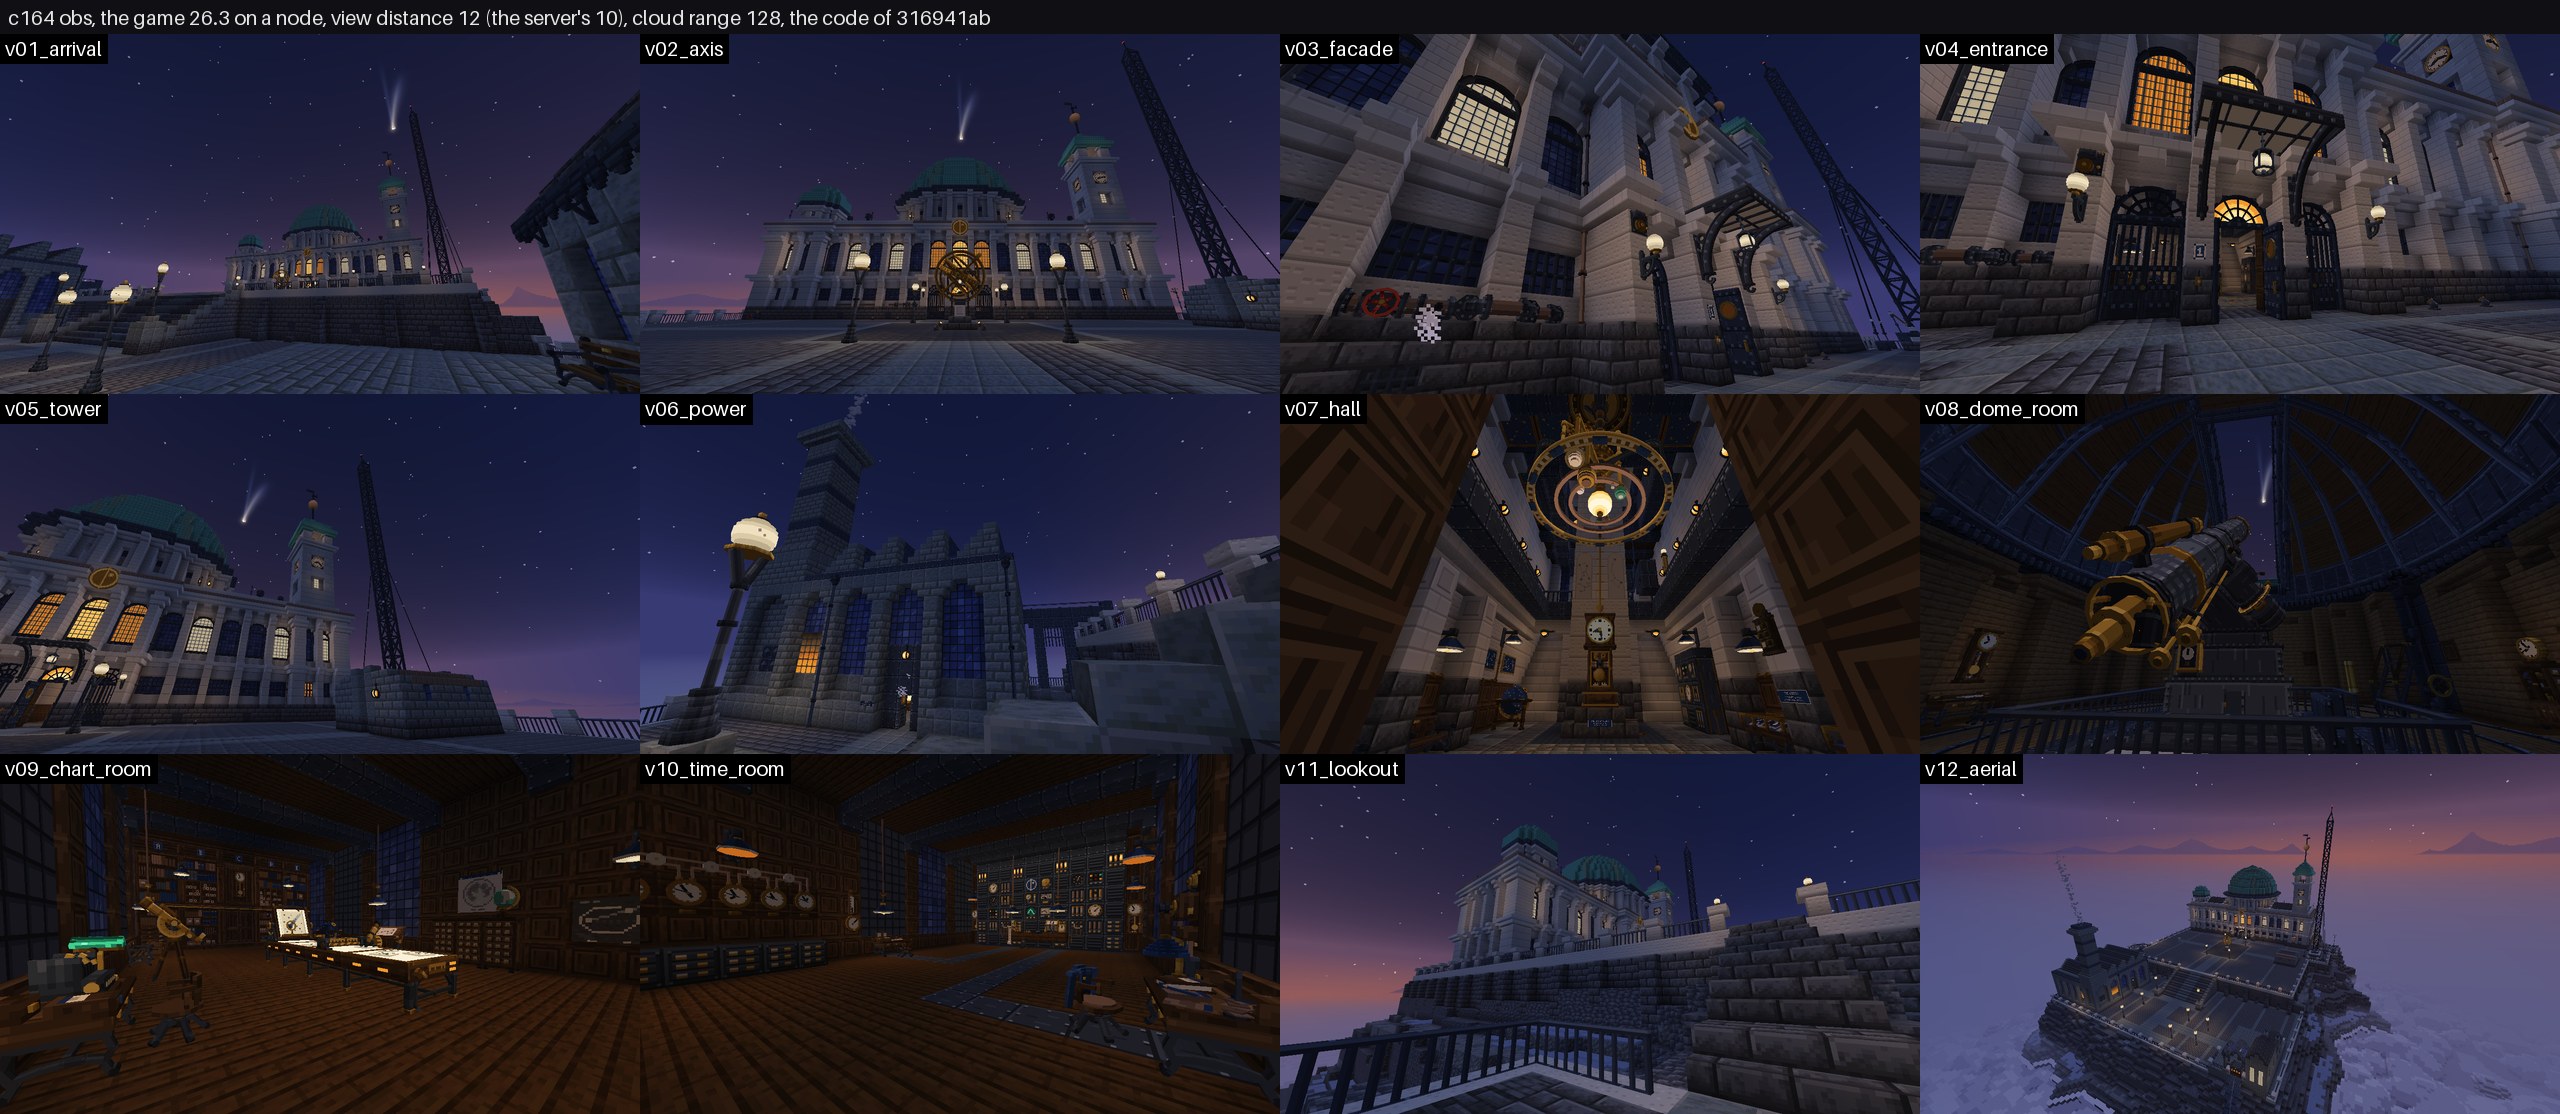 c164 obs, the game 26.3 on a node, view distance 12 (the server's 10), cloud range 128, the code of 316941ab
v01_arrival
v02_axis
v03_facade
v04_entrance
v05_tower
v06_power
v07_hall
v08_dome_room
v09_chart_room
v10_time_room
v11_lookout
v12_aerial